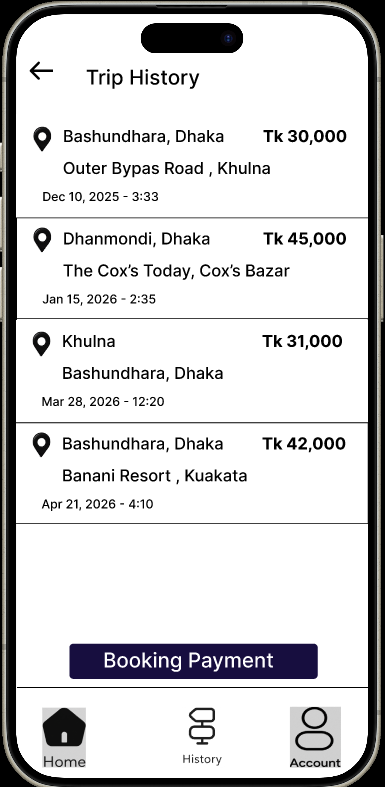 Trip History
Bashundhara, Dhaka Tk 30,000
Outer Bypas Road , Khulna
Dec 10, 2025 - 3:33
Dhanmondi, Dhaka Tk 45,000
The Cox’s Today, Cox’s Bazar
Jan 15, 2026 - 2:35
Khulna Tk 31,000
Bashundhara, Dhaka
Mar 28, 2026 - 12:20
Bashundhara, Dhaka Tk 42,000
Banani Resort , Kuakata
Apr 21, 2026 - 4:10
Booking Payment
Home History Account